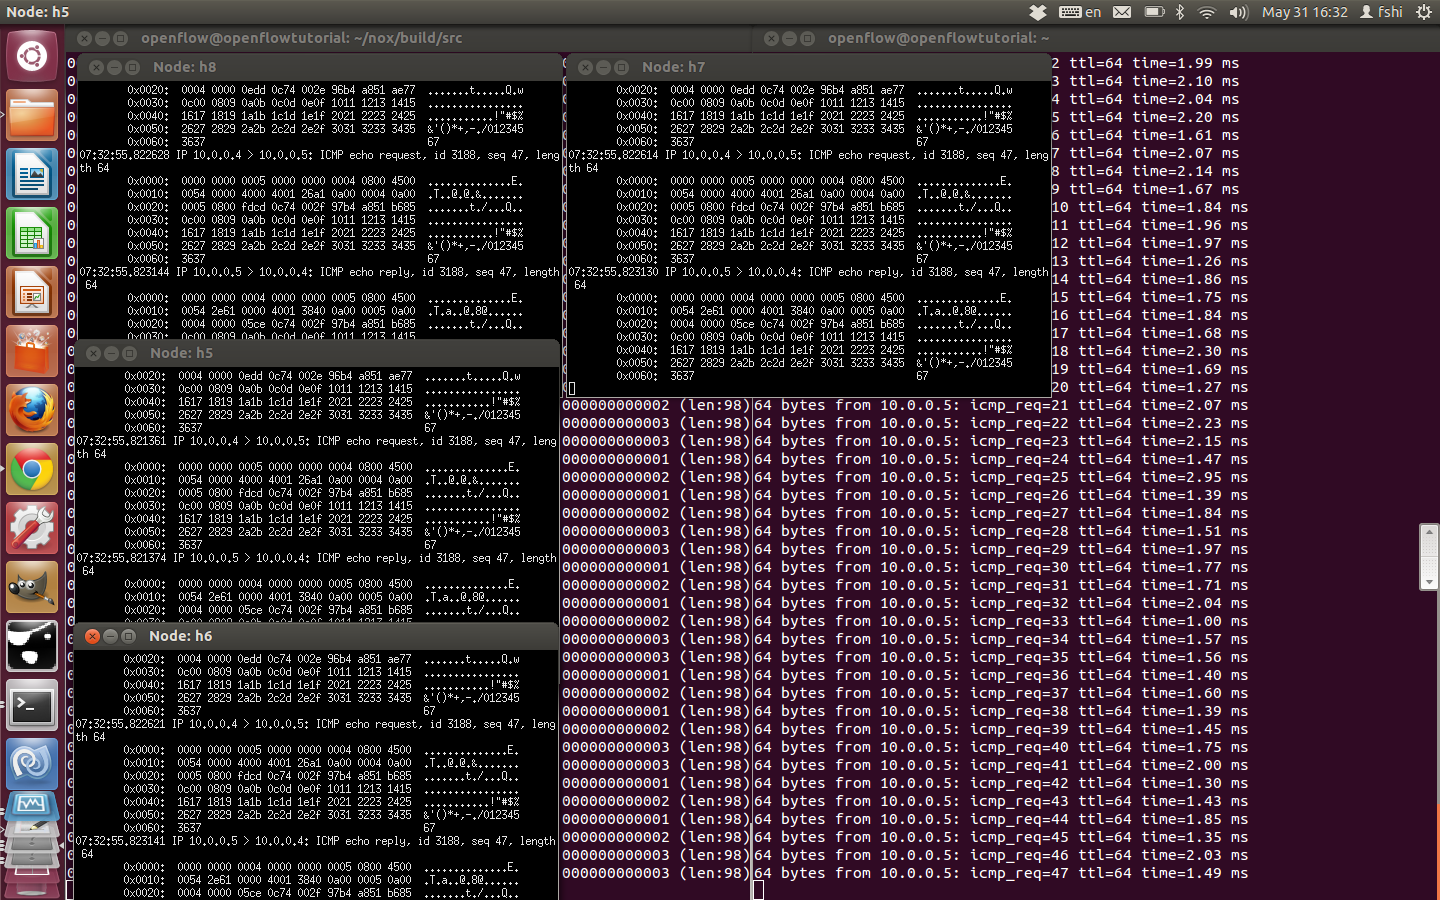 Node: h5
en
May 31 16:32
fshi
openflow@openflowtutorial: ~/nox/build/src
openflow@openflowtutorial: ~
Node: h8
0x0020:  0004 0000 0edd 0c74 002e 96b4 a851 ae77  .......t.....Q.w
0x0030:  0c00 0809 0a0b 0c0d 0e0f 1011 1213 1415  ................
0x0040:  1617 1819 1a1b 1c1d 1e1f 2021 2223 2425  ...........!"#$%
0x0050:  2627 2829 2a2b 2c2d 2e2f 3031 3233 3435  &'()*+,-./012345
0x0060:  3637  67
07:32:55.822628 IP 10.0.0.4 > 10.0.0.5: ICMP echo request, id 3188, seq 47, leng
th 64
0x0000:  0000 0000 0005 0000 0000 0004 0800 4500  ..............E.
0x0010:  0054 0000 4000 4001 26a1 0a00 0004 0a00  .T..@.@.&.......
0x0020:  0005 0800 fdcd 0c74 002f 97b4 a851 b685  .......t./...Q..
0x0030:  0c00 0809 0a0b 0c0d 0e0f 1011 1213 1415  ................
0x0040:  1617 1819 1a1b 1c1d 1e1f 2021 2223 2425  ...........!"#$%
0x0050:  2627 2829 2a2b 2c2d 2e2f 3031 3233 3435  &'()*+,-./012345
0x0060:  3637  67
07:32:55.823144 IP 10.0.0.5 > 10.0.0.4: ICMP echo reply, id 3188, seq 47, length
64
0x0000:  0000 0000 0004 0000 0000 0005 0800 4500  ..............E.
0x0010:  0054 2e61 0000 4001 3840 0a00 0005 0a00  .T.a..@.8@......
0x0020:  0004 0000 05ce 0c74 002f 97b4 a851 b685  .......t./...Q..
0x0030:  0c00 0809 0a0b 0c0d 0e0f 1011 1213 1415  ................
Node: h7
0x0020:  0004 0000 0edd 0c74 002e 96b4 a851 ae77  .......t.....Q.w
0x0030:  0c00 0809 0a0b 0c0d 0e0f 1011 1213 1415  ................
0x0040:  1617 1819 1a1b 1c1d 1e1f 2021 2223 2425  ...........!"#$%
0x0050:  2627 2829 2a2b 2c2d 2e2f 3031 3233 3435  &'()*+,-./012345
0x0060:  3637  67
07:32:55.822614 IP 10.0.0.4 > 10.0.0.5: ICMP echo request, id 3188, seq 47, leng
th 64
0x0000:  0000 0000 0005 0000 0000 0004 0800 4500  ..............E.
0x0010:  0054 0000 4000 4001 26a1 0a00 0004 0a00  .T..@.@.&.......
0x0020:  0005 0800 fdcd 0c74 002f 97b4 a851 b685  .......t./...Q..
0x0030:  0c00 0809 0a0b 0c0d 0e0f 1011 1213 1415  ................
0x0040:  1617 1819 1a1b 1c1d 1e1f 2021 2223 2425  ...........!"#$%
0x0050:  2627 2829 2a2b 2c2d 2e2f 3031 3233 3435  &'()*+,-./012345
0x0060:  3637  67
07:32:55.823130 IP 10.0.0.5 > 10.0.0.4: ICMP echo reply, id 3188, seq 47, length
64
0x0000:  0000 0000 0004 0000 0000 0005 0800 4500  ..............E.
0x0010:  0054 2e61 0000 4001 3840 0a00 0005 0a00  .T.a..@.8@......
0x0020:  0004 0000 05ce 0c74 002f 97b4 a851 b685  .......t./...Q..
0x0030:  0c00 0809 0a0b 0c0d 0e0f 1011 1213 1415  ................
0x0040:  1617 1819 1a1b 1c1d 1e1f 2021 2223 2425  ...........!"#$%
0x0050:  2627 2829 2a2b 2c2d 2e2f 3031 3233 3435  &'()*+,-./012345
0x0060:  3637  67
Node: h5
0x0020:  0004 0000 0edd 0c74 002e 96b4 a851 ae77  .......t.....Q.w
0x0030:  0c00 0809 0a0b 0c0d 0e0f 1011 1213 1415  ................
0x0040:  1617 1819 1a1b 1c1d 1e1f 2021 2223 2425  ...........!"#$%
0x0050:  2627 2829 2a2b 2c2d 2e2f 3031 3233 3435  &'()*+,-./012345
0x0060:  3637  67
07:32:55.821361 IP 10.0.0.4 > 10.0.0.5: ICMP echo request, id 3188, seq 47, leng
th 64
0x0000:  0000 0000 0005 0000 0000 0004 0800 4500  ..............E.
0x0010:  0054 0000 4000 4001 26a1 0a00 0004 0a00  .T..@.@.&.......
0x0020:  0005 0800 fdcd 0c74 002f 97b4 a851 b685  .......t./...Q..
0x0030:  0c00 0809 0a0b 0c0d 0e0f 1011 1213 1415  ................
0x0040:  1617 1819 1a1b 1c1d 1e1f 2021 2223 2425  ...........!"#$%
0x0050:  2627 2829 2a2b 2c2d 2e2f 3031 3233 3435  &'()*+,-./012345
0x0060:  3637  67
07:32:55.821374 IP 10.0.0.5 > 10.0.0.4: ICMP echo reply, id 3188, seq 47, length
64
0x0000:  0000 0000 0004 0000 0000 0005 0800 4500  ..............E.
0x0010:  0054 2e61 0000 4001 3840 0a00 0005 0a00  .T.a..@.8@......
0x0020:  0004 0000 05ce 0c74 002f 97b4 a851 b685  .......t./...Q..
Node: h6
0x0020:  0004 0000 0edd 0c74 002e 96b4 a851 ae77  .......t.....Q.w
0x0030:  0c00 0809 0a0b 0c0d 0e0f 1011 1213 1415  ................
0x0040:  1617 1819 1a1b 1c1d 1e1f 2021 2223 2425  ...........!"#$%
0x0050:  2627 2829 2a2b 2c2d 2e2f 3031 3233 3435  &'()*+,-./012345
0x0060:  3637  67
07:32:55.822621 IP 10.0.0.4 > 10.0.0.5: ICMP echo request, id 3188, seq 47, leng
th 64
0x0000:  0000 0000 0005 0000 0000 0004 0800 4500  ..............E.
0x0010:  0054 0000 4000 4001 26a1 0a00 0004 0a00  .T..@.@.&.......
0x0020:  0005 0800 fdcd 0c74 002f 97b4 a851 b685  .......t./...Q..
0x0030:  0c00 0809 0a0b 0c0d 0e0f 1011 1213 1415  ................
0x0040:  1617 1819 1a1b 1c1d 1e1f 2021 2223 2425  ...........!"#$%
0x0050:  2627 2829 2a2b 2c2d 2e2f 3031 3233 3435  &'()*+,-./012345
0x0060:  3637  67
07:32:55.823141 IP 10.0.0.5 > 10.0.0.4: ICMP echo reply, id 3188, seq 47, length
64
0x0000:  0000 0000 0004 0000 0000 0005 0800 4500  ..............E.
0x0010:  0054 2e61 0000 4001 3840 0a00 0005 0a00  .T.a..@.8@......
0x0020:  0004 0000 05ce 0c74 002f 97b4 a851 b685  .......t./...Q..
2 ttl=64 time=1.99 ms
3 ttl=64 time=2.10 ms
4 ttl=64 time=2.04 ms
5 ttl=64 time=2.20 ms
6 ttl=64 time=1.61 ms
7 ttl=64 time=2.07 ms
8 ttl=64 time=2.14 ms
9 ttl=64 time=1.67 ms
10 ttl=64 time=1.84 ms
11 ttl=64 time=1.96 ms
12 ttl=64 time=1.97 ms
13 ttl=64 time=1.26 ms
14 ttl=64 time=1.86 ms
15 ttl=64 time=1.75 ms
16 ttl=64 time=1.84 ms
17 ttl=64 time=1.68 ms
18 ttl=64 time=2.30 ms
19 ttl=64 time=1.69 ms
20 ttl=64 time=1.27 ms
000000000002 (len:98) 64 bytes from 10.0.0.5: icmp_req=21 ttl=64 time=2.07 ms
000000000003 (len:98) 64 bytes from 10.0.0.5: icmp_req=22 ttl=64 time=2.23 ms
000000000003 (len:98) 64 bytes from 10.0.0.5: icmp_req=23 ttl=64 time=2.15 ms
000000000001 (len:98) 64 bytes from 10.0.0.5: icmp_req=24 ttl=64 time=1.47 ms
000000000002 (len:98) 64 bytes from 10.0.0.5: icmp_req=25 ttl=64 time=2.95 ms
000000000001 (len:98) 64 bytes from 10.0.0.5: icmp_req=26 ttl=64 time=1.39 ms
000000000002 (len:98) 64 bytes from 10.0.0.5: icmp_req=27 ttl=64 time=1.84 ms
000000000003 (len:98) 64 bytes from 10.0.0.5: icmp_req=28 ttl=64 time=1.51 ms
000000000003 (len:98) 64 bytes from 10.0.0.5: icmp_req=29 ttl=64 time=1.97 ms
000000000001 (len:98) 64 bytes from 10.0.0.5: icmp_req=30 ttl=64 time=1.77 ms
000000000002 (len:98) 64 bytes from 10.0.0.5: icmp_req=31 ttl=64 time=1.71 ms
000000000001 (len:98) 64 bytes from 10.0.0.5: icmp_req=32 ttl=64 time=2.04 ms
000000000002 (len:98) 64 bytes from 10.0.0.5: icmp_req=33 ttl=64 time=1.00 ms
000000000003 (len:98) 64 bytes from 10.0.0.5: icmp_req=34 ttl=64 time=1.57 ms
000000000003 (len:98) 64 bytes from 10.0.0.5: icmp_req=35 ttl=64 time=1.56 ms
000000000001 (len:98) 64 bytes from 10.0.0.5: icmp_req=36 ttl=64 time=1.40 ms
000000000002 (len:98) 64 bytes from 10.0.0.5: icmp_req=37 ttl=64 time=1.60 ms
000000000001 (len:98) 64 bytes from 10.0.0.5: icmp_req=38 ttl=64 time=1.39 ms
000000000002 (len:98) 64 bytes from 10.0.0.5: icmp_req=39 ttl=64 time=1.45 ms
000000000003 (len:98) 64 bytes from 10.0.0.5: icmp_req=40 ttl=64 time=1.75 ms
000000000003 (len:98) 64 bytes from 10.0.0.5: icmp_req=41 ttl=64 time=2.00 ms
000000000001 (len:98) 64 bytes from 10.0.0.5: icmp_req=42 ttl=64 time=1.30 ms
000000000002 (len:98) 64 bytes from 10.0.0.5: icmp_req=43 ttl=64 time=1.43 ms
000000000001 (len:98) 64 bytes from 10.0.0.5: icmp_req=44 ttl=64 time=1.85 ms
000000000002 (len:98) 64 bytes from 10.0.0.5: icmp_req=45 ttl=64 time=1.35 ms
000000000003 (len:98) 64 bytes from 10.0.0.5: icmp_req=46 ttl=64 time=2.03 ms
000000000003 (len:98) 64 bytes from 10.0.0.5: icmp_req=47 ttl=64 time=1.49 ms